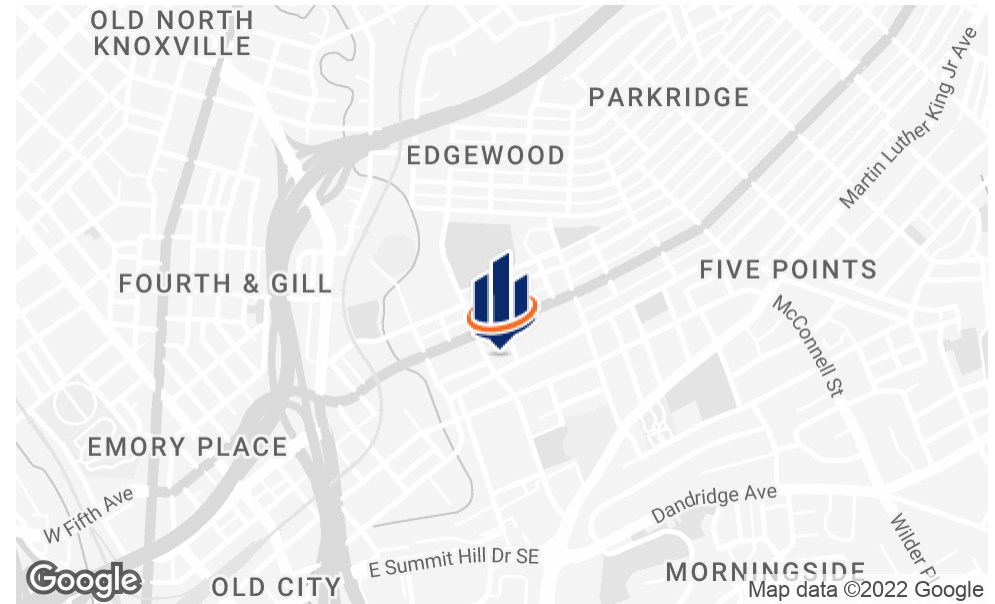 OLD NORTH
KNOXVILLE
PARKRIDGE
Martin Luther King Jr Ave
EDGEWOOD
FIVE POINTS
FOURTH & GILL
McConnell St
EMORY PLACE
W Fifth Ave
Dandridge Ave
Wilder
E Summit Hill Dr SE
MORNINGSIDE
OLD CITY
Google
Map data ©2022 Google